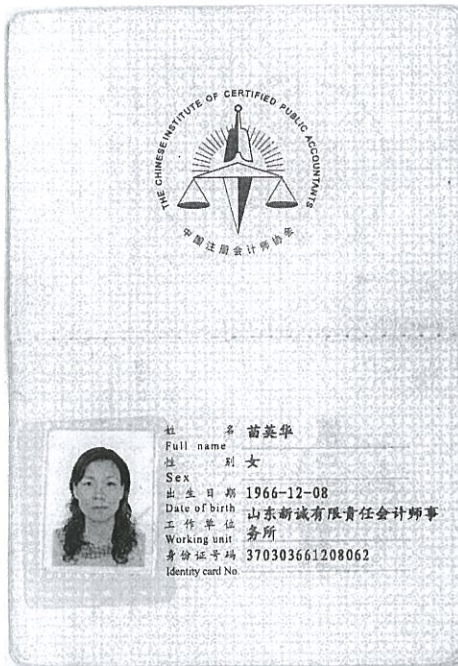 THE CHINESE INSTITUTE OF CERTIFIED PUBLIC ACCOUNTANTS
中国注册会计师协会
姓 名 苗英华
Full name
性 别 女
Sex
出生日期 1966-12-08
Date of birth
工作单位 山东新诚有限责任会计师事
Working unit 务所
身份证号码 370303661208062
Identity card No.